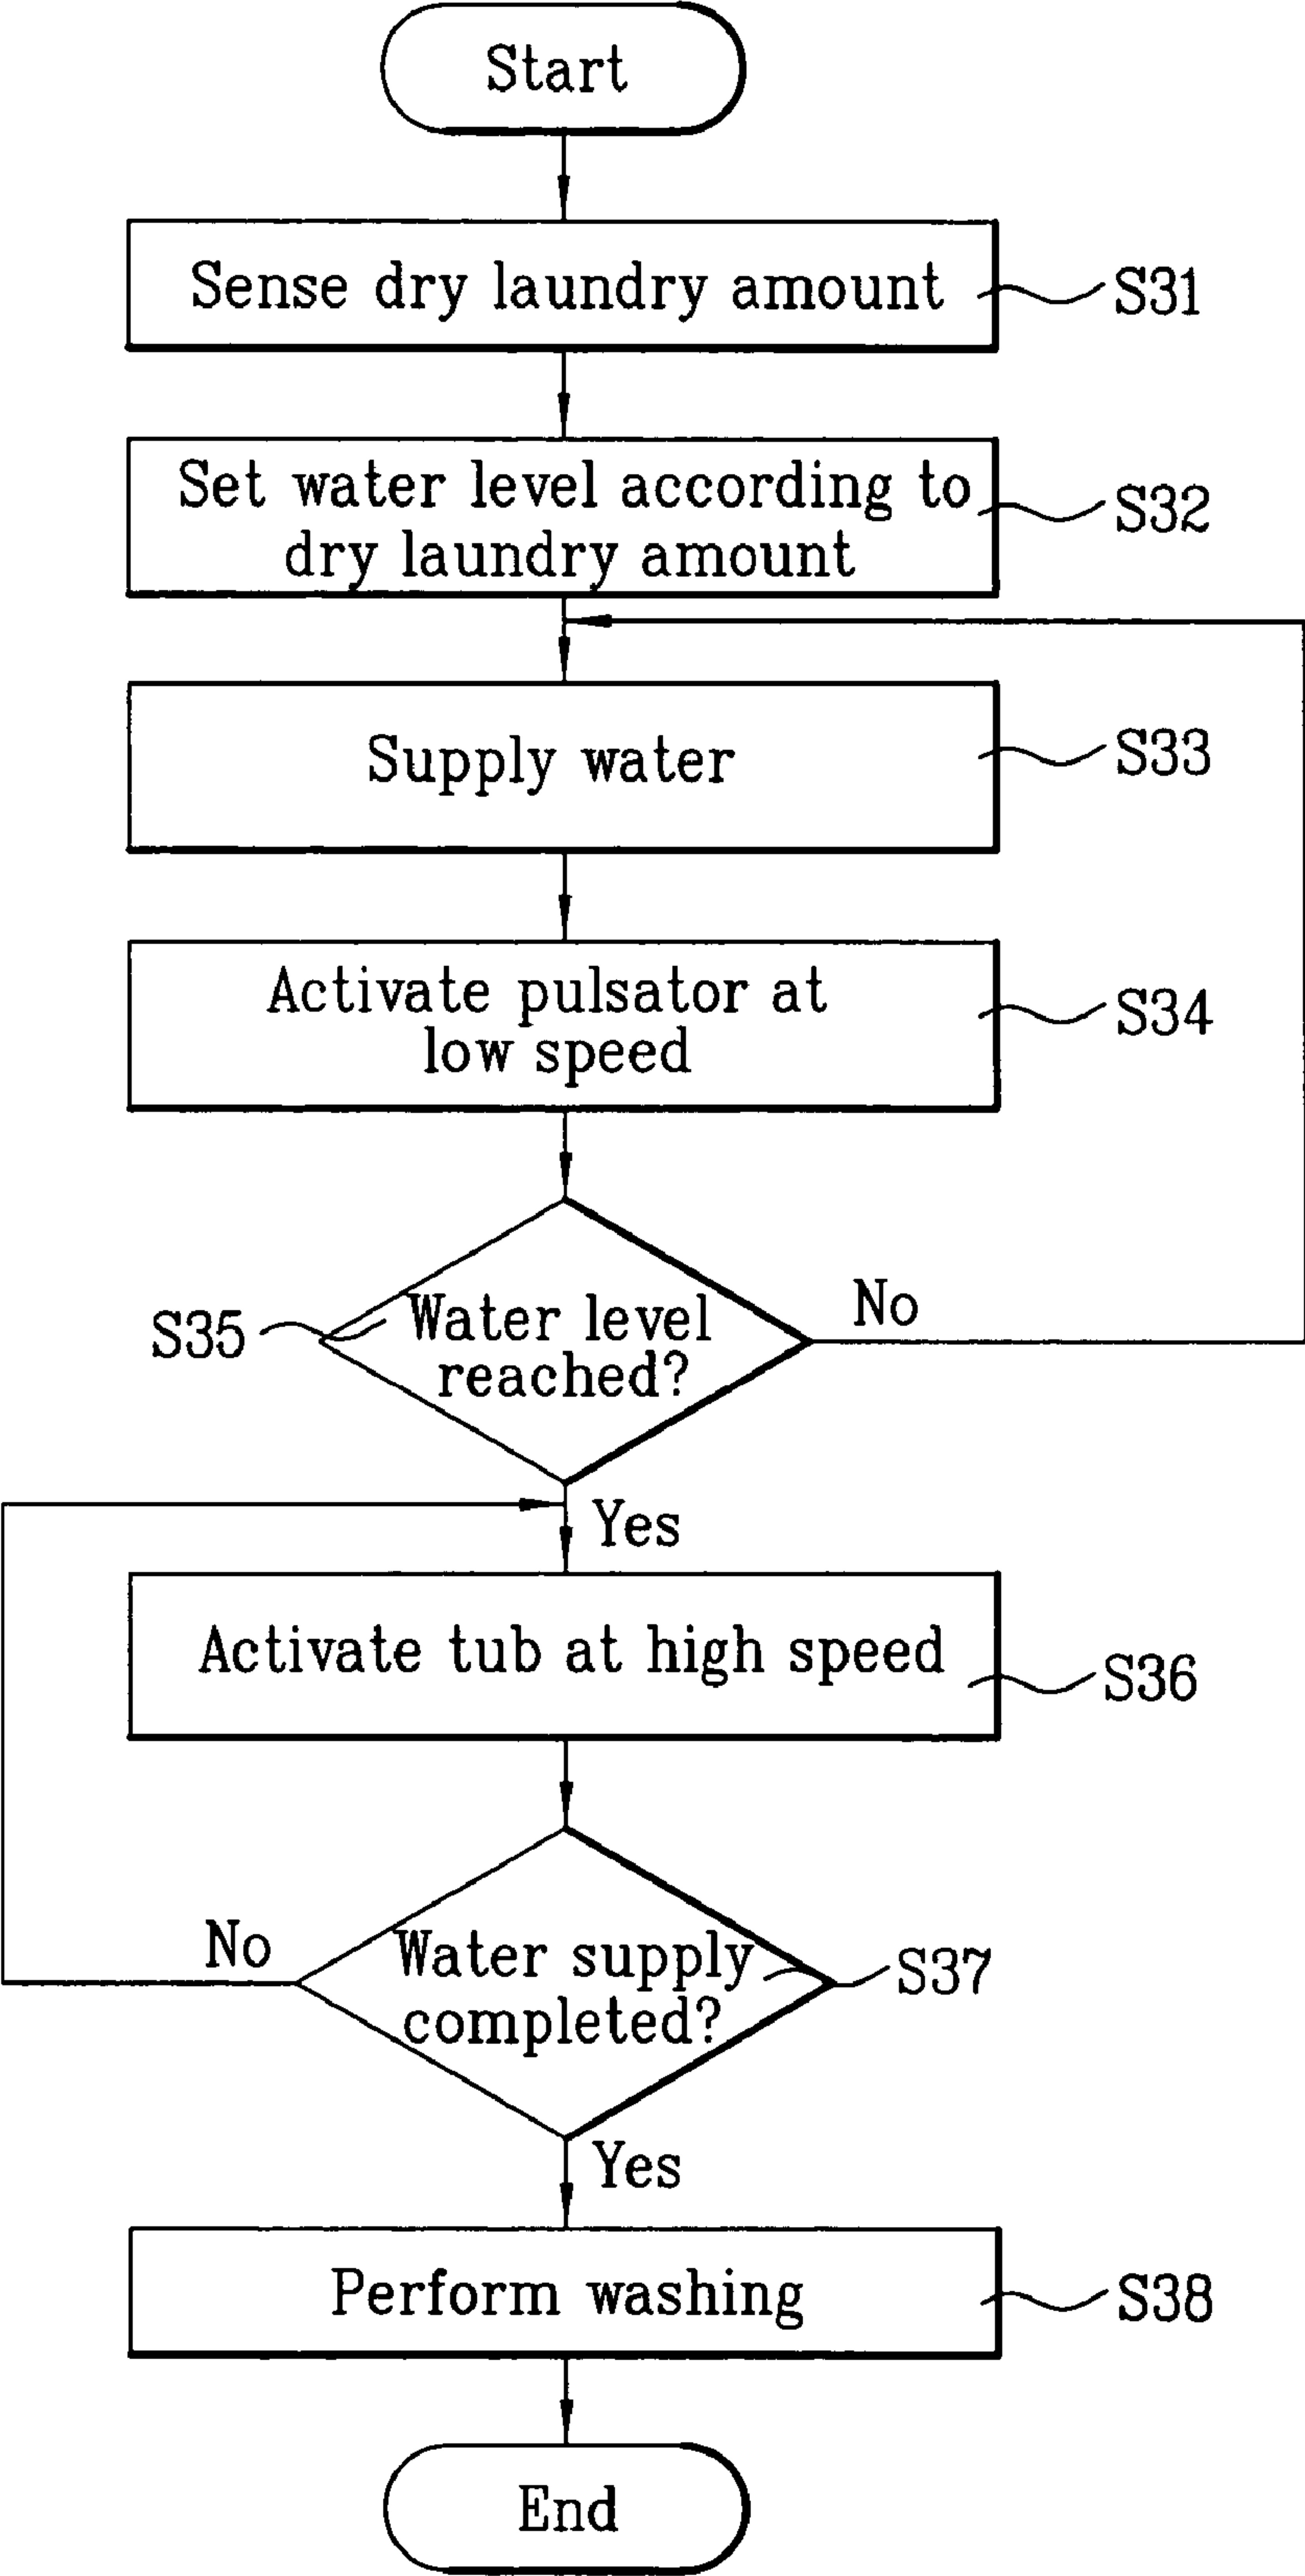 Start
Sense dry laundry amount
S31
Set water level according to
dry laundry amount
S32
Supply water
S33
Activate pulsator at
low speed
S34
S35
Water level
reached?
No
Yes
Activate tub at high speed
S36
No
Water supply
completed?
S37
Yes
Perform washing
S38
End